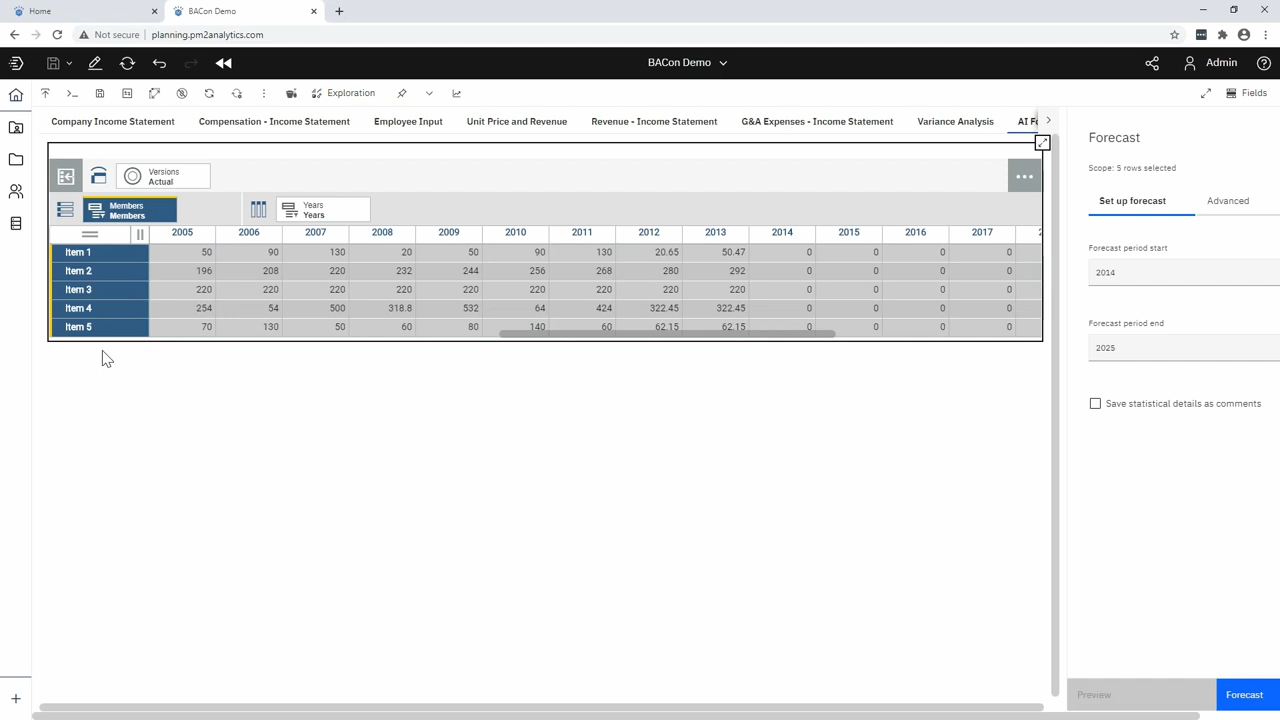 Home
BACon Demo
Not secure
planning.pm2analytics.com
BACon Demo
Admin
Exploration
Fields
Company Income Statement
Compensation - Income Statement
Employee Input
Unit Price and Revenue
Revenue - Income Statement
G&A Expenses - Income Statement
Variance Analysis
AI
Forecast
Scope: 5 rows selected
Set up forecast
Advanced
Versions
Actual
Members
Members
Years
Years
2005 2006 2007 2008 2009 2010 2011 2012 2013 2014 2015 2016 2017
Item 1 50 90 130 20 50 90 130 20.65 50.47 0 0 0 0
Item 2 196 208 220 232 244 256 268 280 292 0 0 0 0
Item 3 220 220 220 220 220 220 220 220 220 0 0 0 0
Item 4 254 54 500 318.8 532 64 424 322.45 322.45 0 0 0 0
Item 5 70 130 50 60 80 140 60 62.15 62.15 0 0 0 0
Forecast period start
2014
Forecast period end
2025
Save statistical details as comments
Preview
Forecast